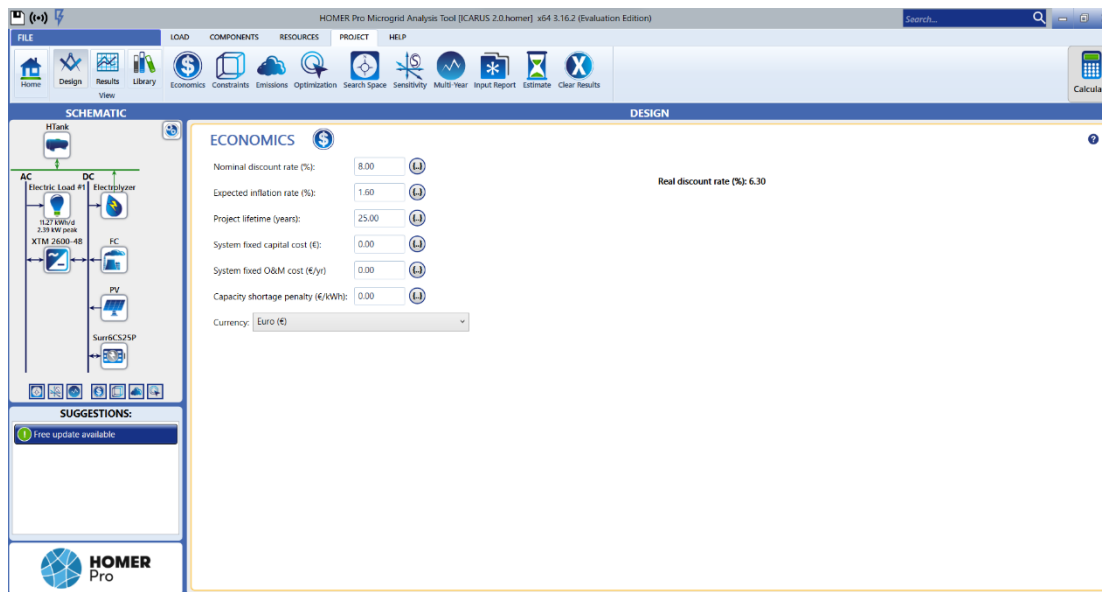 HOMER Pro Microgrid Analysis Tool [ICARUS 2.0.homer] x64 3.16.2 (Evaluation Edition)
Search...
FILE
LOAD COMPONENTS RESOURCES PROJECT HELP
Home
Design
Results
Library
View
Economics
Constraints
Emissions
Optimization
Search Space
Sensitivity
Multi-Year
Input Report
Estimate
Clear Results
Calcula
SCHEMATIC
DESIGN
HTank
AC
DC
Electric Load #1
Electrolyzer
11.27 kWh/d
2.39 kW peak
XTM 2600-48
FC
PV
Surr6CS25P
SUGGESTIONS:
Free update available
HOMER
Pro
ECONOMICS
Nominal discount rate (%): 8.00
Expected inflation rate (%): 1.60
Project lifetime (years): 25.00
System fixed capital cost (€): 0.00
System fixed O&M cost (€/yr) 0.00
Capacity shortage penalty (€/kWh): 0.00
Currency: Euro (€)
Real discount rate (%): 6.30